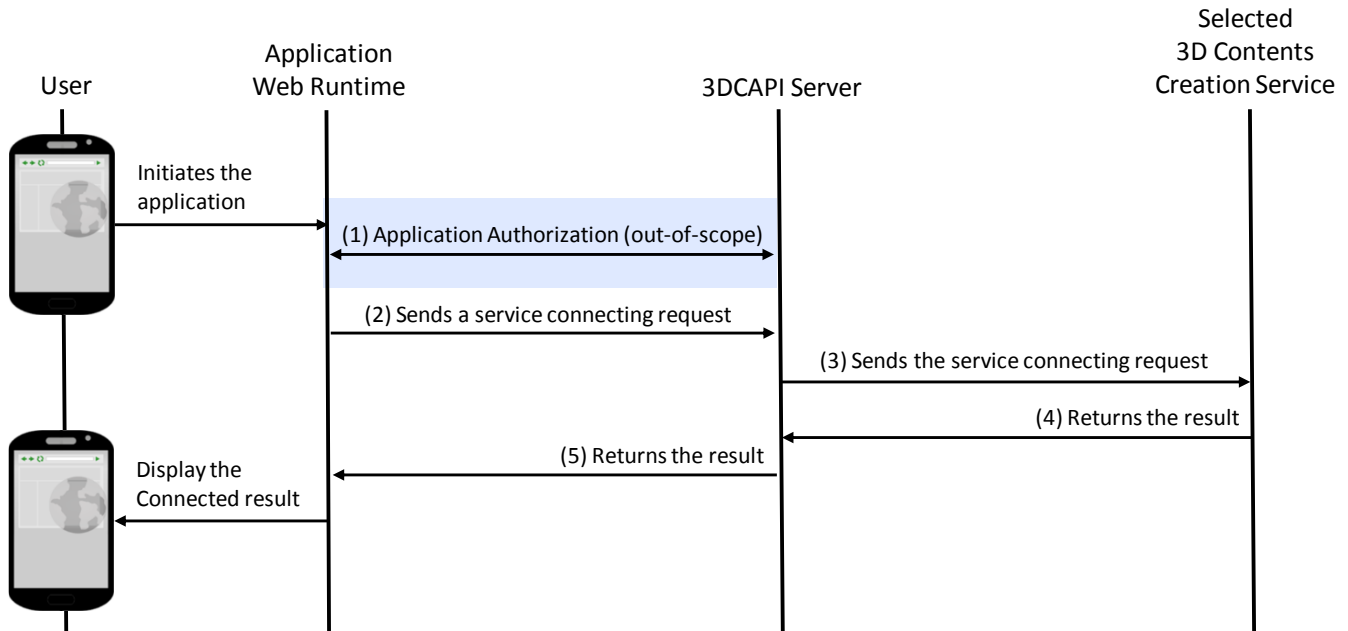 Selected
3D Contents
Creation Service
Application
Web Runtime
User
3DCAPI Server
Initiates the
application
(1) Application Authorization (out-of-scope)
(2) Sends a service connecting request
(3) Sends the service connecting request
(4) Returns the result
(5) Returns the result
Display the
Connected result